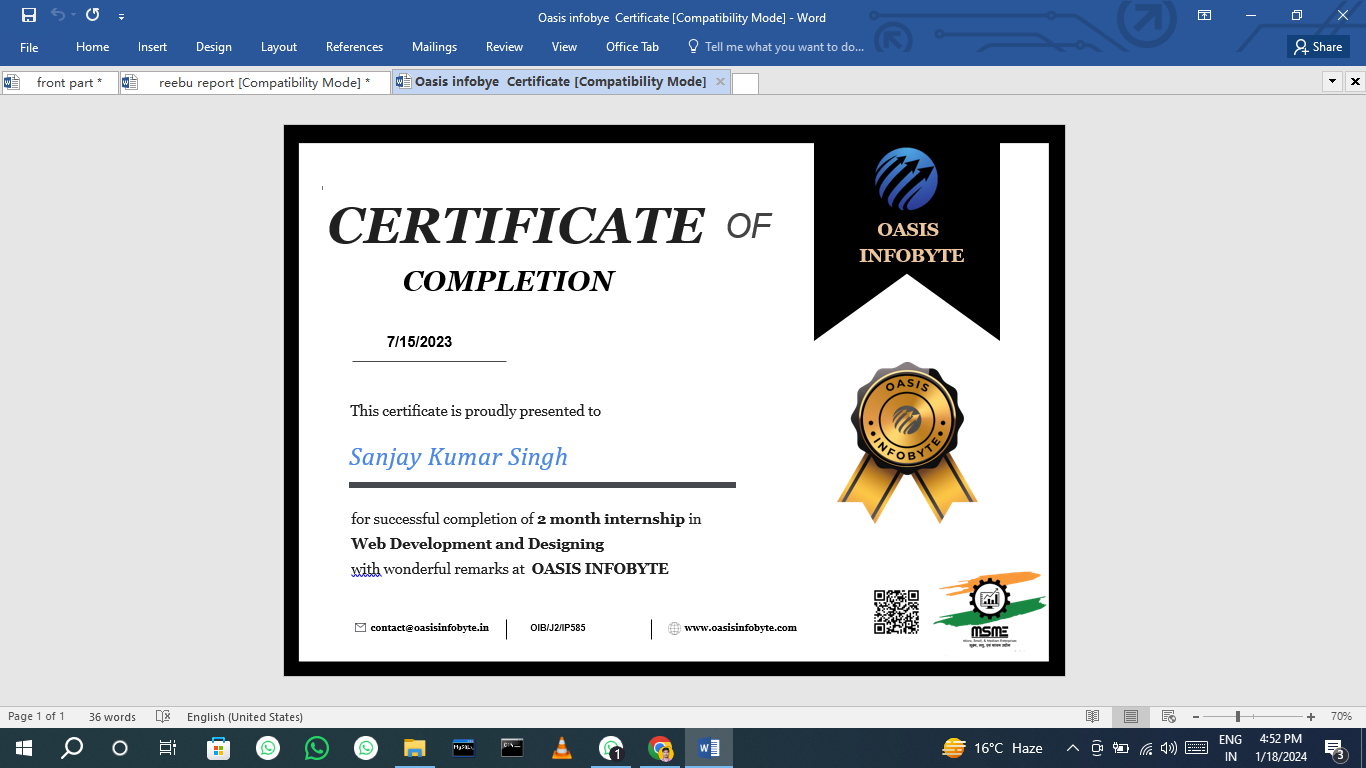 Oasis infobye  Certificate [Compatibility Mode] - Word
File Home Insert Design Layout References Mailings Review View Office Tab Tell me what you want to do... Share
front part * reebu report [Compatibility Mode] * Oasis infobye  Certificate [Compatibility Mode]
CERTIFICATE OF
COMPLETION
OASIS
INFOBYTE
7/15/2023
This certificate is proudly presented to
Sanjay Kumar Singh
OASIS
INFOBYTE
for successful completion of 2 month internship in
Web Development and Designing
with wonderful remarks at OASIS INFOBYTE
contact@oasisinfobyte.in OIB/J2/IP585 www.oasisinfobyte.com
MSME
Page 1 of 1 36 words English (United States) 70%
16°C Haze ENG 4:52 PM
IN 1/18/2024 3